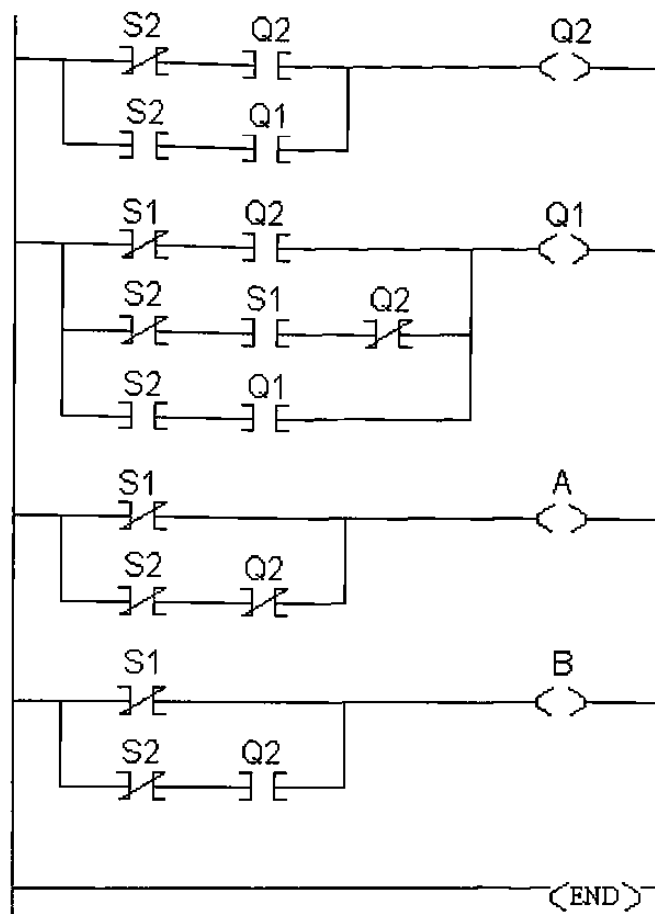 S2 Q2 Q2
S2 Q1
S1 Q2 Q1
S2 S1 Q2
S2 Q1
S1 A
S2 Q2
S1 B
S2 Q2
(END)